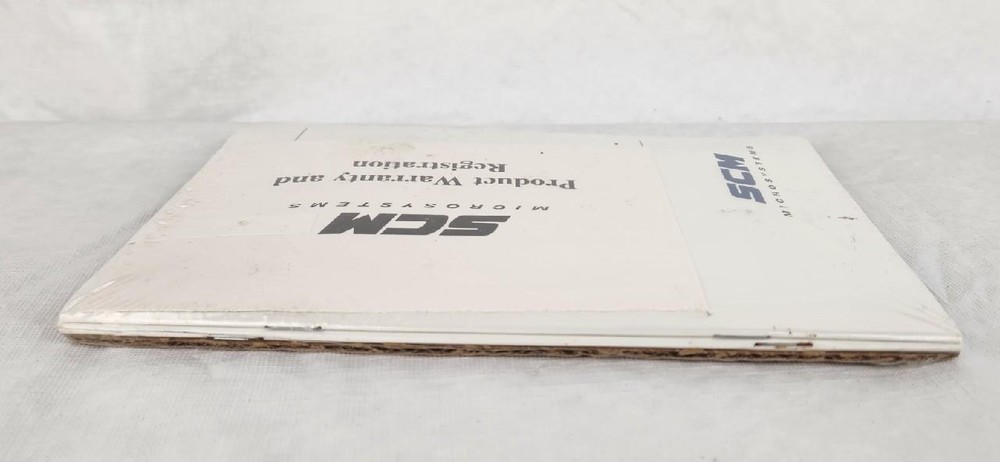 SCM
MICROSYSTEMS
Product Warranty and
Registration
SCM
MICROSYSTEMS